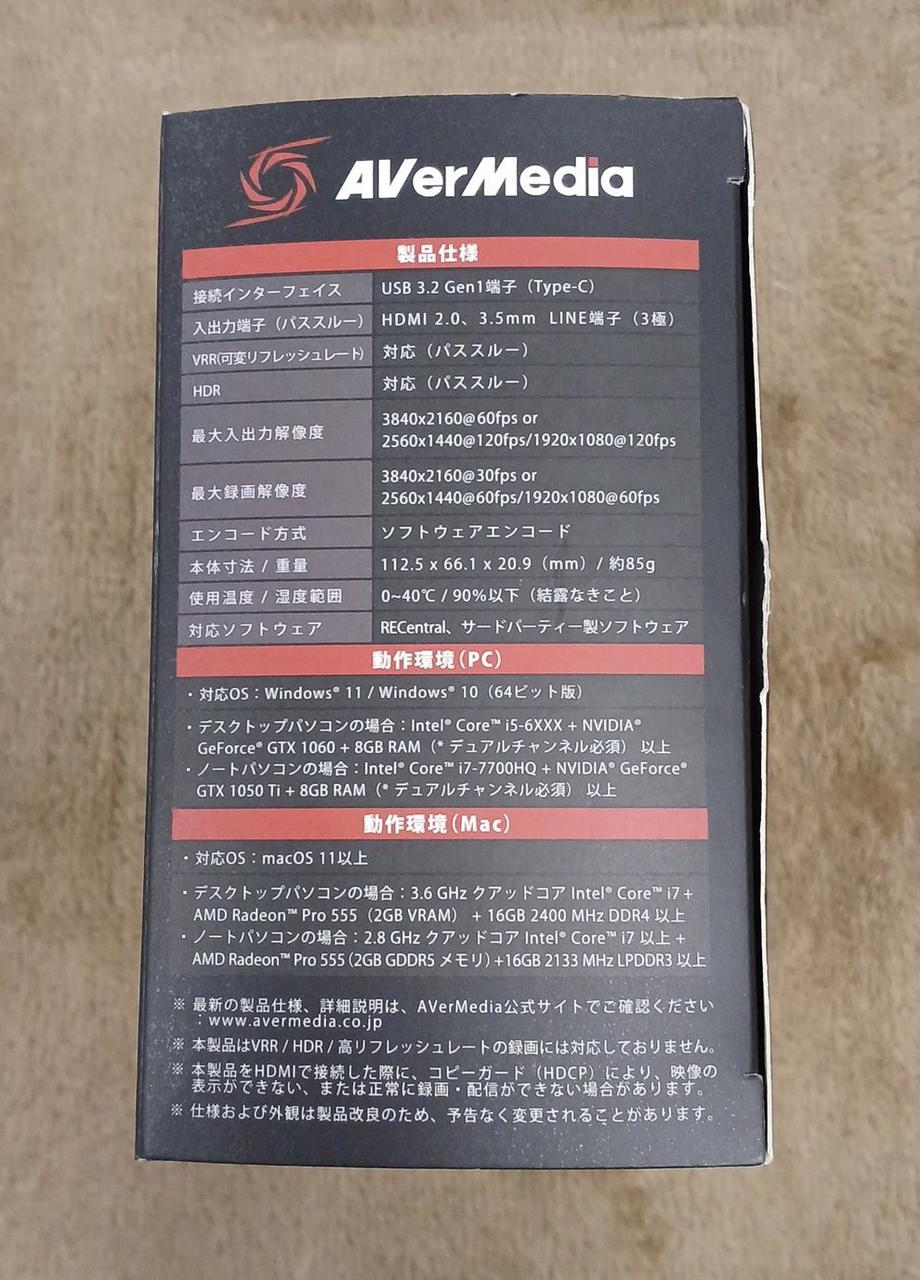 AVerMedia
製品仕様
接続インターフェイス USB 3.2 Gen1端子（Type-C）
入出力端子（パススルー） HDMI 2.0、3.5mm LINE端子（3極）
VRR(可変リフレッシュレート) 対応（パススルー）
HDR 対応（パススルー）
最大入出力解像度 3840x2160@60fps or
2560x1440@120fps/1920x1080@120fps
最大録画解像度 3840x2160@30fps or
2560x1440@60fps/1920x1080@60fps
エンコード方式 ソフトウェアエンコード
本体寸法 / 重量 112.5 x 66.1 x 20.9（mm）/ 約85g
使用温度 / 湿度範囲 0~40℃ / 90%以下（結露なきこと）
対応ソフトウェア RECentral、サードパーティー製ソフトウェア
動作環境（PC）
・対応OS：Windows® 11 / Windows® 10（64ビット版）
・デスクトップパソコンの場合：Intel® Core™ i5-6XXX + NVIDIA®
GeForce® GTX 1060 + 8GB RAM（* デュアルチャンネル必須） 以上
・ノートパソコンの場合：Intel® Core™ i7-7700HQ + NVIDIA® GeForce®
GTX 1050 Ti + 8GB RAM（* デュアルチャンネル必須） 以上
動作環境（Mac）
・対応OS：macOS 11以上
・デスクトップパソコンの場合：3.6 GHz クアッドコア Intel® Core™ i7 +
AMD Radeon™ Pro 555（2GB VRAM） + 16GB 2400 MHz DDR4 以上
・ノートパソコンの場合：2.8 GHz クアッドコア Intel® Core™ i7 以上 +
AMD Radeon™ Pro 555 (2GB GDDR5 メモリ) +16GB 2133 MHz LPDDR3 以上
※ 最新の製品仕様、詳細説明は、AVerMedia公式サイトでご確認ください
：www.avermedia.co.jp
※ 本製品はVRR / HDR / 高リフレッシュレートの録画には対応しておりません。
※ 本製品をHDMIで接続した際に、コピーガード（HDCP）により、映像の
表示ができない、または正常に録画・配信ができない場合があります。
※ 仕様および外観は製品改良のため、予告なく変更されることがあります。